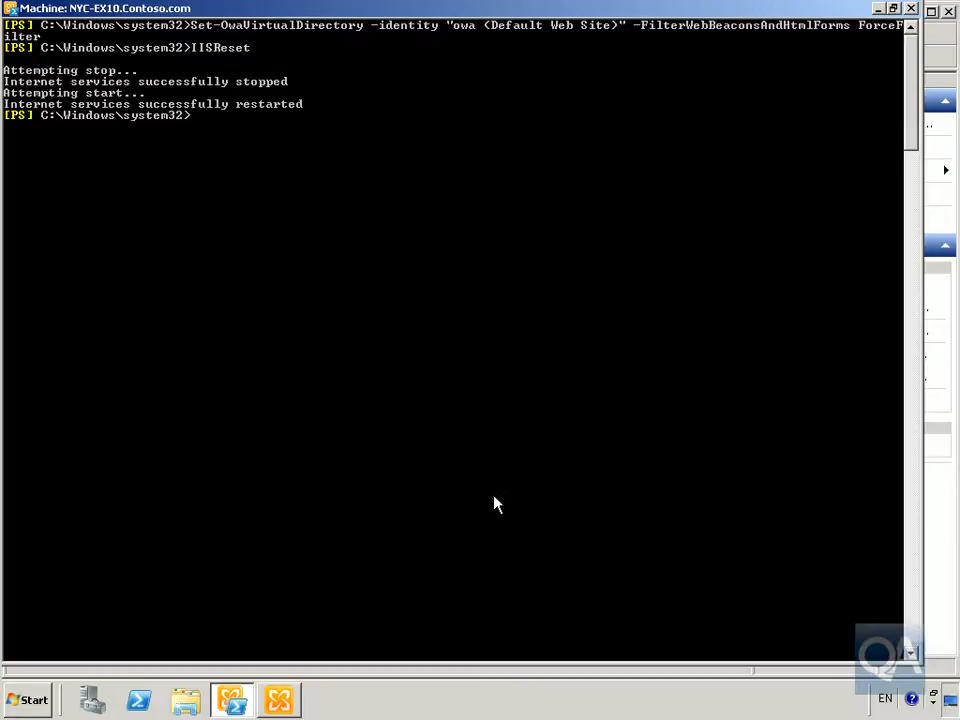 Machine: NYC-EX10.Contoso.com
[PS] C:\Windows\system32>Set-OwaVirtualDirectory -identity "owa (Default Web Site)" -FilterWebBeaconsAndHtmlForms ForceF
ilter
[PS] C:\Windows\system32>IISReset
Attempting stop...
Internet services successfully stopped
Attempting start...
Internet services successfully restarted
[PS] C:\Windows\system32>
QA
Start
EN